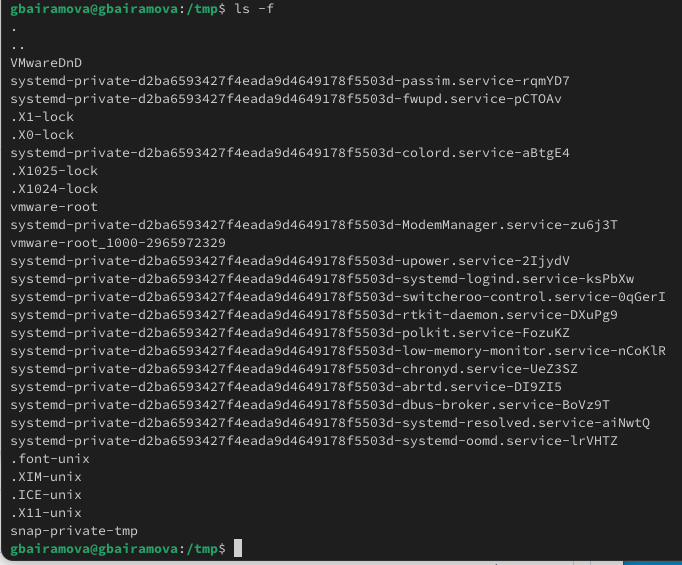 gbairamova@gbairamova:/tmp$ ls -f
.
..
VMwareDnD
systemd-private-d2ba6593427f4eada9d4649178f5503d-passim.service-rqmYD7
systemd-private-d2ba6593427f4eada9d4649178f5503d-fwupd.service-pCTOAv
.X1-lock
.X0-lock
systemd-private-d2ba6593427f4eada9d4649178f5503d-colord.service-aBtgE4
.X1025-lock
.X1024-lock
vmware-root
systemd-private-d2ba6593427f4eada9d4649178f5503d-ModemManager.service-zu6j3T
vmware-root_1000-2965972329
systemd-private-d2ba6593427f4eada9d4649178f5503d-upower.service-2IjydV
systemd-private-d2ba6593427f4eada9d4649178f5503d-systemd-logind.service-ksPbXw
systemd-private-d2ba6593427f4eada9d4649178f5503d-switcheroo-control.service-0qGerI
systemd-private-d2ba6593427f4eada9d4649178f5503d-rtkit-daemon.service-DXuPg9
systemd-private-d2ba6593427f4eada9d4649178f5503d-polkit.service-FozuKZ
systemd-private-d2ba6593427f4eada9d4649178f5503d-low-memory-monitor.service-nCoKlR
systemd-private-d2ba6593427f4eada9d4649178f5503d-chronyd.service-UeZ3SZ
systemd-private-d2ba6593427f4eada9d4649178f5503d-abrtd.service-DI9ZI5
systemd-private-d2ba6593427f4eada9d4649178f5503d-dbus-broker.service-BoVz9T
systemd-private-d2ba6593427f4eada9d4649178f5503d-systemd-resolved.service-aiNwtQ
systemd-private-d2ba6593427f4eada9d4649178f5503d-systemd-oomd.service-lrVHTZ
.font-unix
.XIM-unix
.ICE-unix
.X11-unix
snap-private-tmp
gbairamova@gbairamova:/tmp$